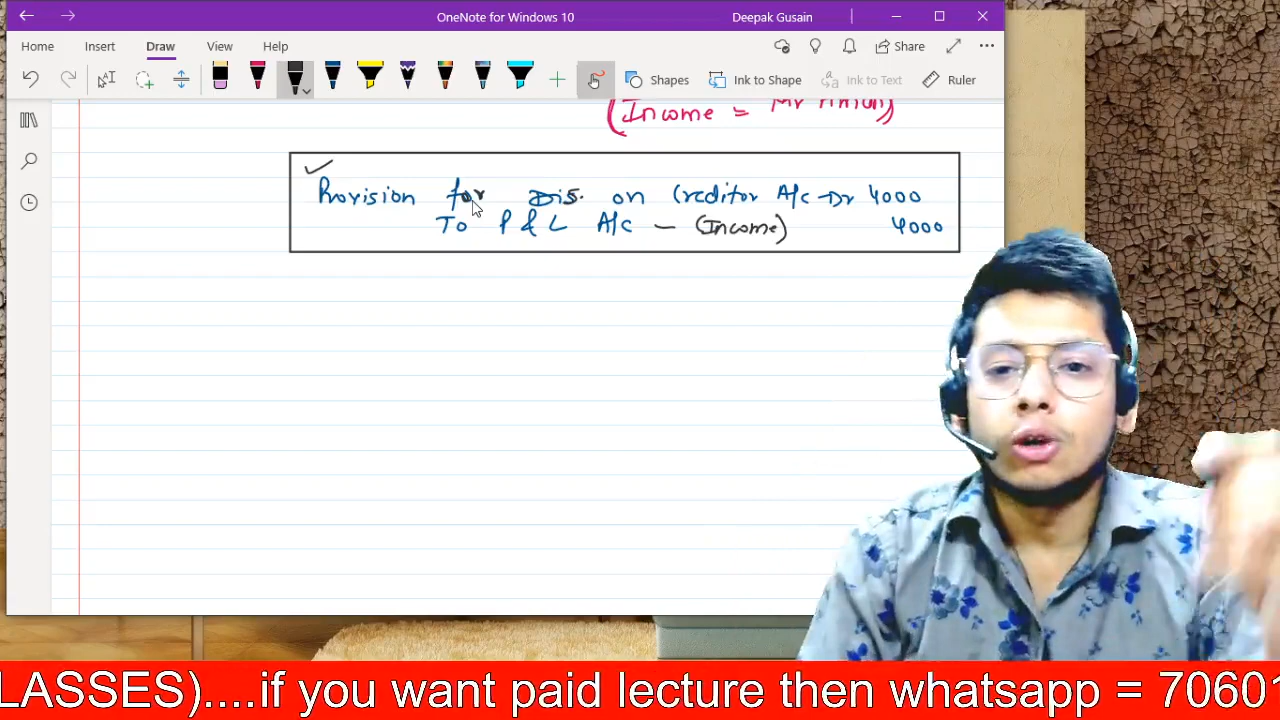 OneNote for Windows 10
Deepak Gusain
Home Insert Draw View Help
Share
Shapes Ink to Shape Ink to Text Ruler
(Income = Mr
Provision for Dis. on Creditor A/c Dr 4000
To P & L A/c — (Income) 4000
LASSES)....if you want paid lecture then whatsapp = 70601